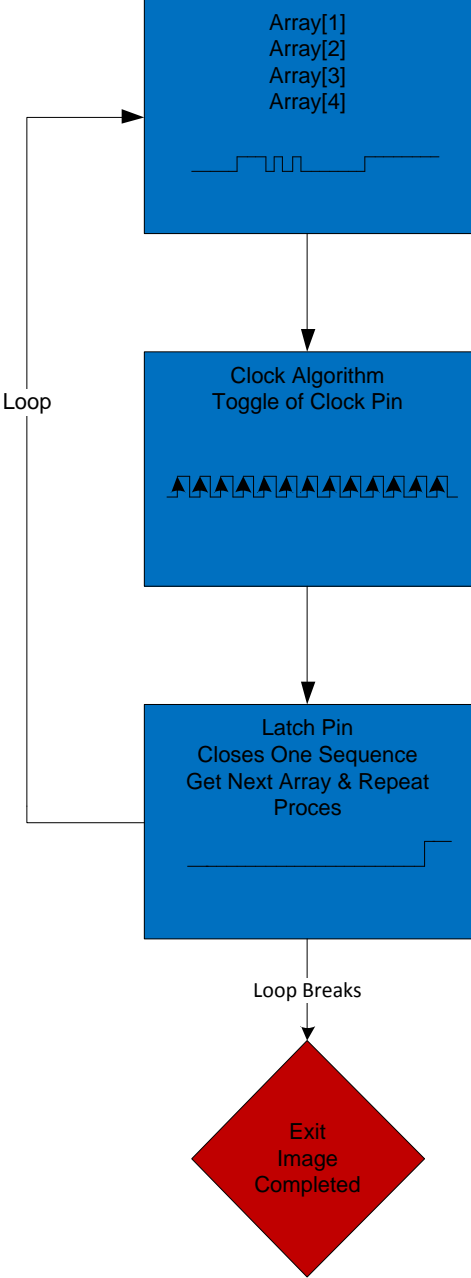 Array[1]
Array[2]
Array[3]
Array[4]
Loop
Clock Algorithm
Toggle of Clock Pin
Latch Pin
Closes One Sequence
Get Next Array & Repeat
Proces
Loop Breaks
Exit
Image
Completed